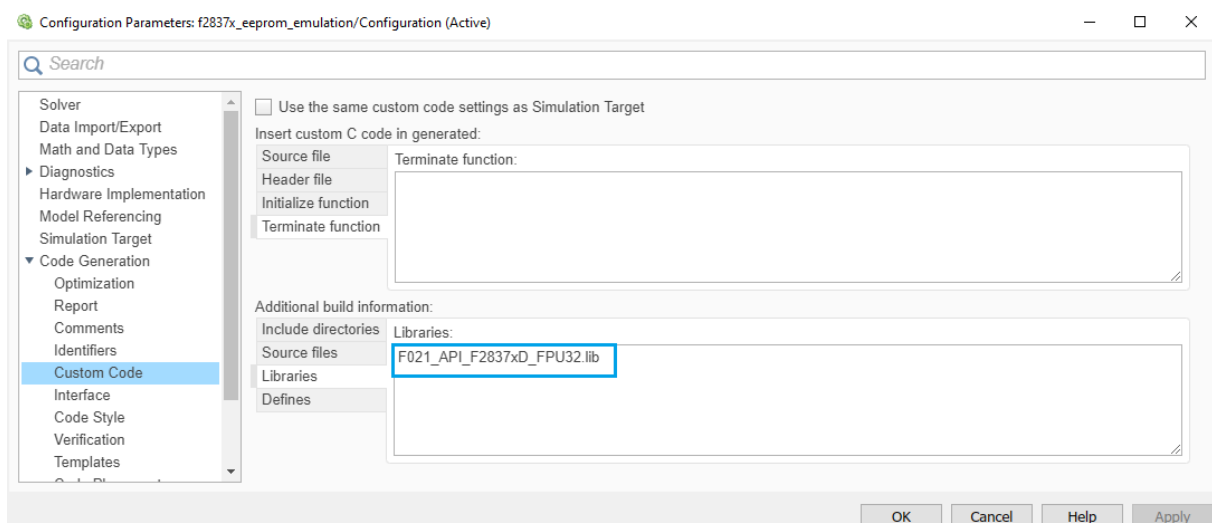 Configuration Parameters: f2837x_eeprom_emulation/Configuration (Active)
Search
Solver
Data Import/Export
Math and Data Types
Diagnostics
Hardware Implementation
Model Referencing
Simulation Target
Code Generation
Optimization
Report
Comments
Identifiers
Custom Code
Interface
Code Style
Verification
Templates
Use the same custom code settings as Simulation Target
Insert custom C code in generated:
Source file
Header file
Initialize function
Terminate function
Terminate function:
Additional build information:
Include directories
Source files
Libraries
Defines
Libraries:
F021_API_F2837xD_FPU32.lib
OK
Cancel
Help
Apply